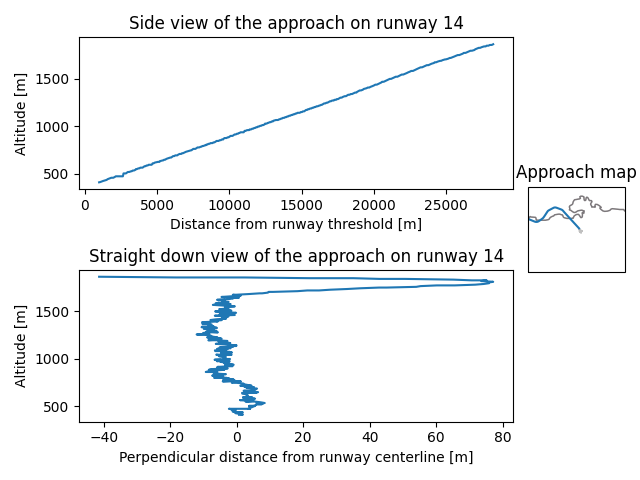 Side view of the approach on runway 14
Altitude [m]
1500
1000
500
0
5000
10000
15000
20000
25000
Distance from runway threshold [m]
Approach map
Straight down view of the approach on runway 14
Altitude [m]
1500
1000
500
−40
−20
0
20
40
60
80
Perpendicular distance from runway centerline [m]